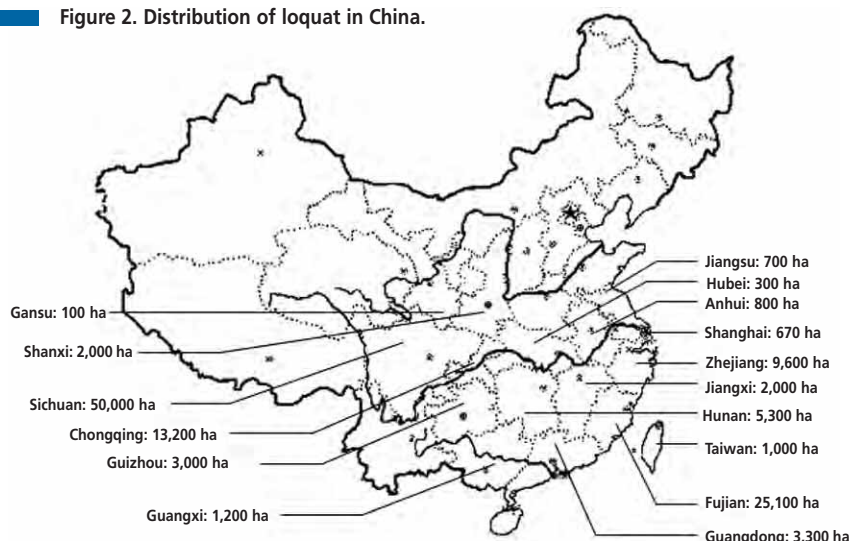 Figure 2. Distribution of loquat in China.
Gansu: 100 ha
Shanxi: 2,000 ha
Sichuan: 50,000 ha
Chongqing: 13,200 ha
Guizhou: 3,000 ha
Guangxi: 1,200 ha
Jiangsu: 700 ha
Hubei: 300 ha
Anhui: 800 ha
Shanghai: 670 ha
Zhejiang: 9,600 ha
Jiangxi: 2,000 ha
Hunan: 5,300 ha
Taiwan: 1,000 ha
Fujian: 25,100 ha
Guangdong: 3,300 ha